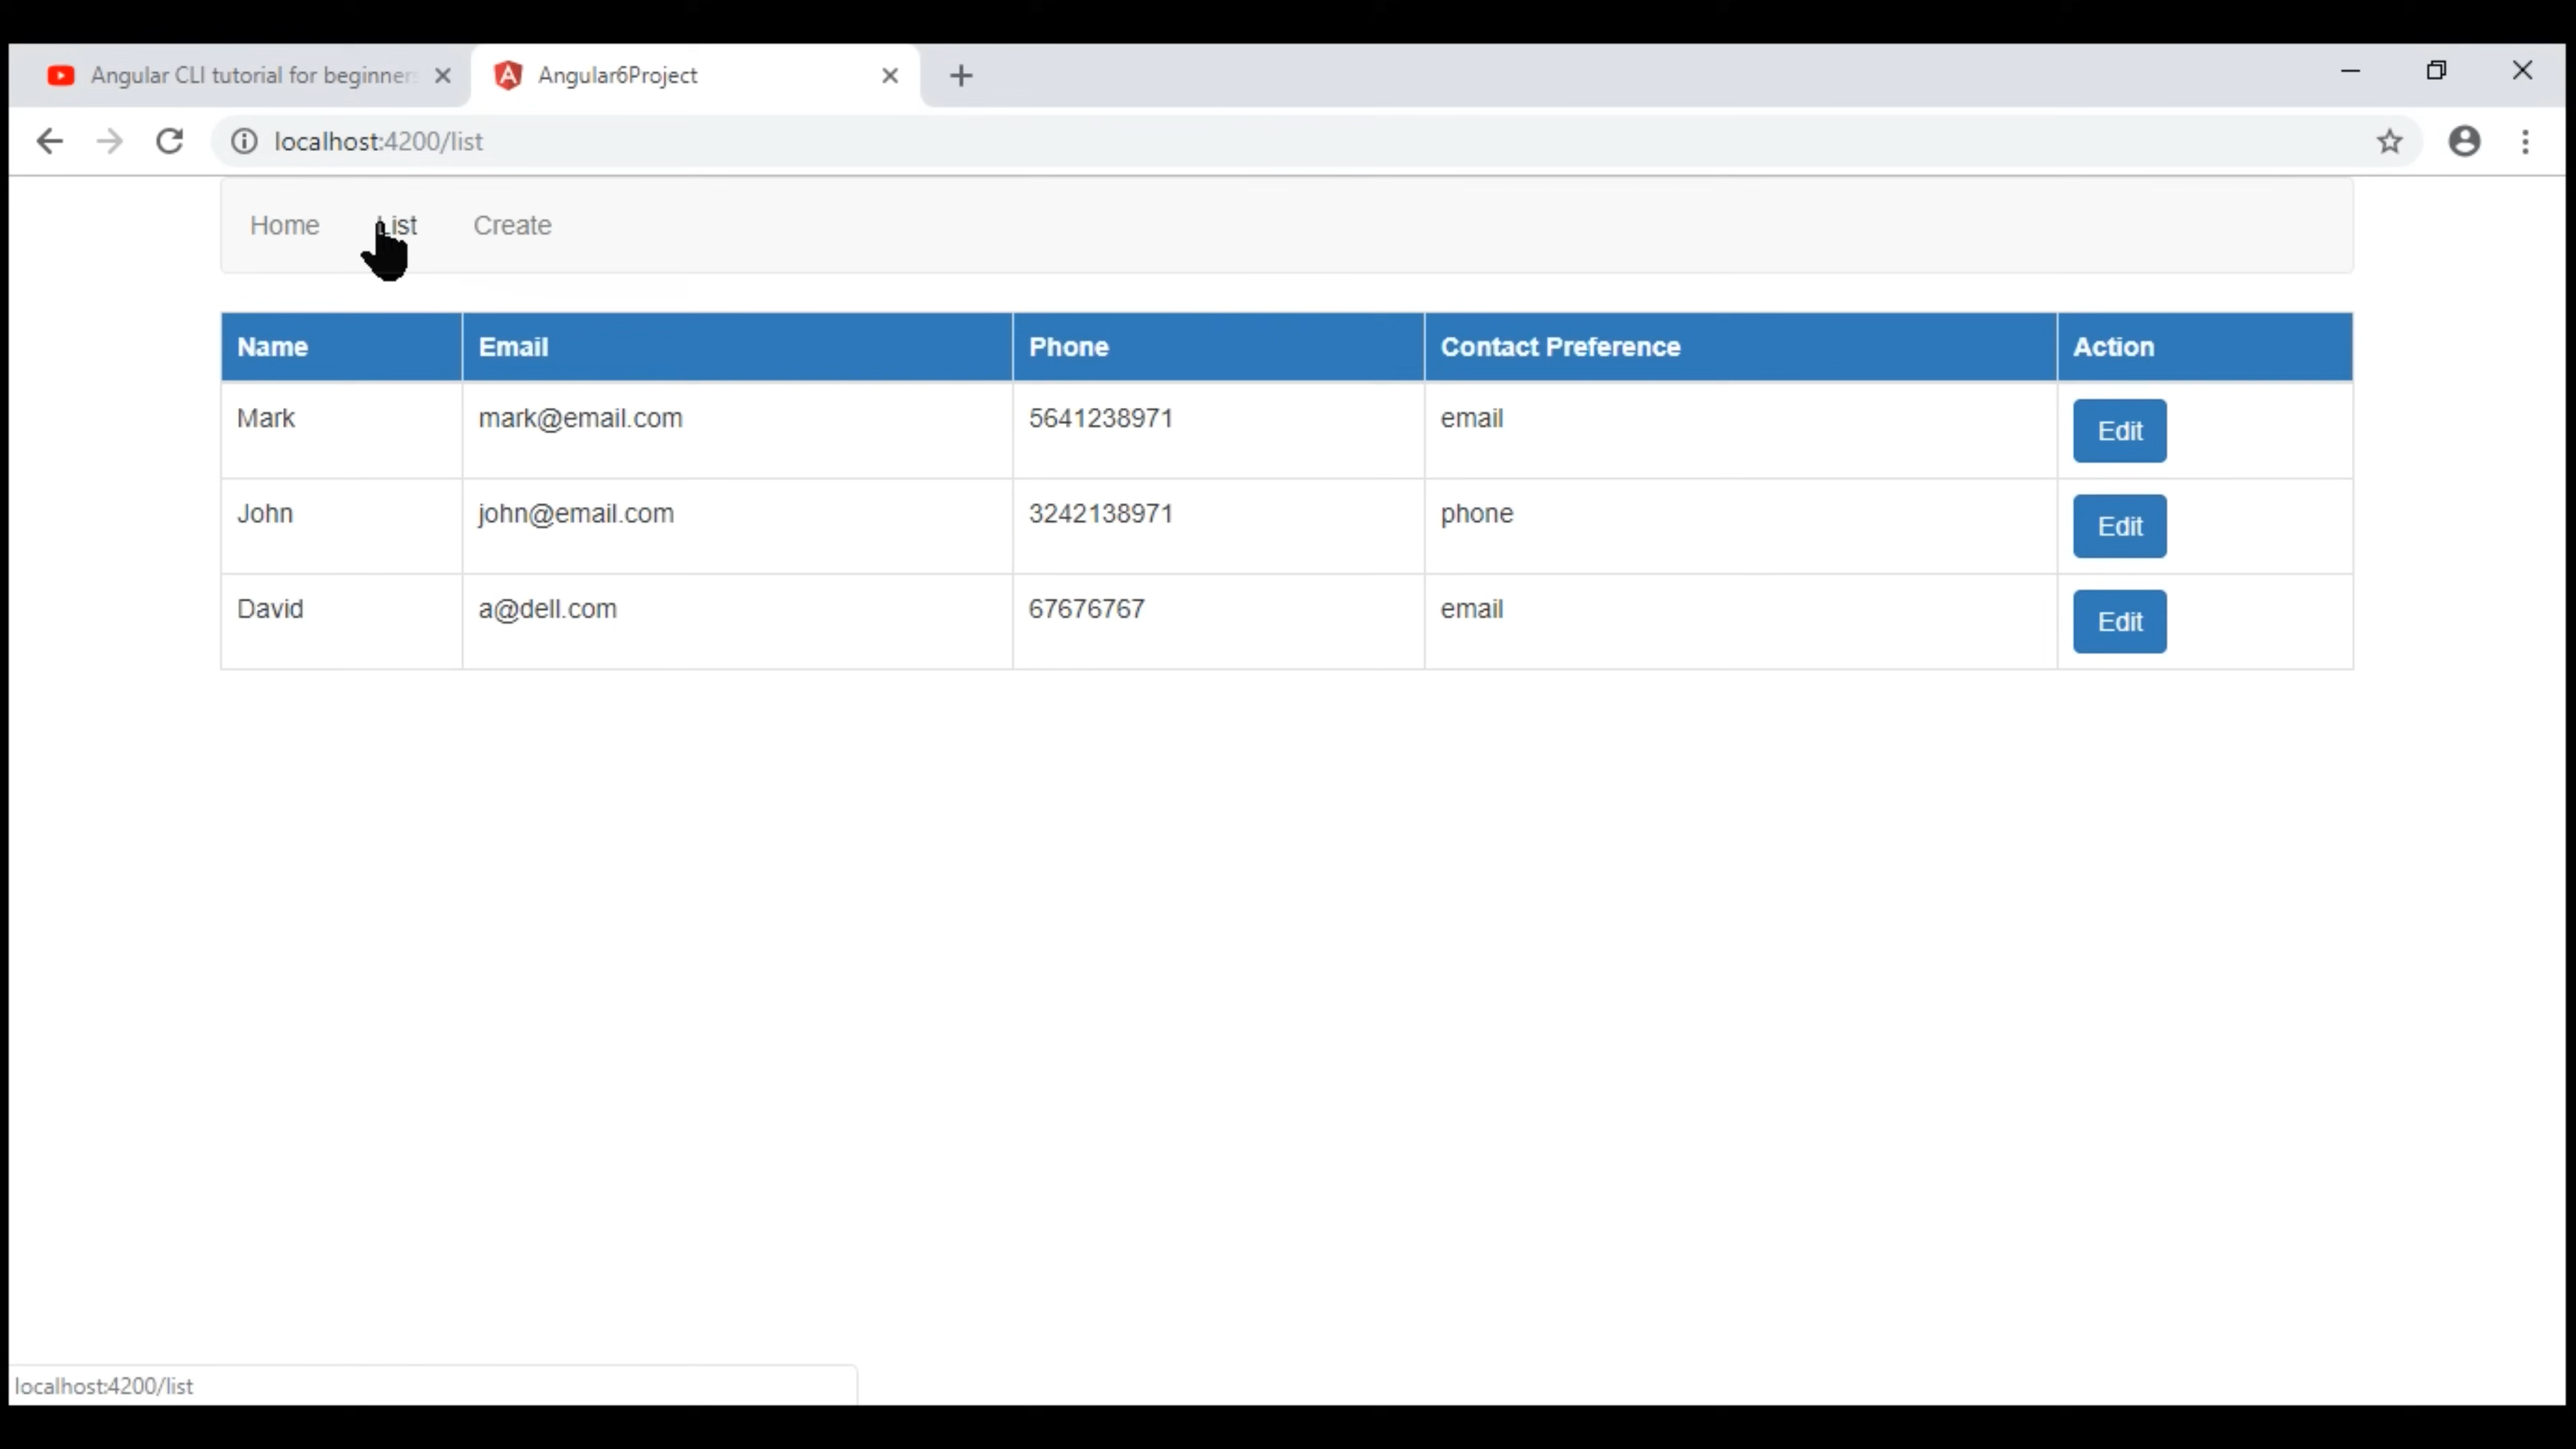 Angular CLI tutorial for beginners
Angular6Project
localhost:4200/list
Home List Create
Name Email Phone Contact Preference Action
Mark mark@email.com 5641238971 email Edit
John john@email.com 3242138971 phone Edit
David a@dell.com 67676767 email Edit
localhost:4200/list